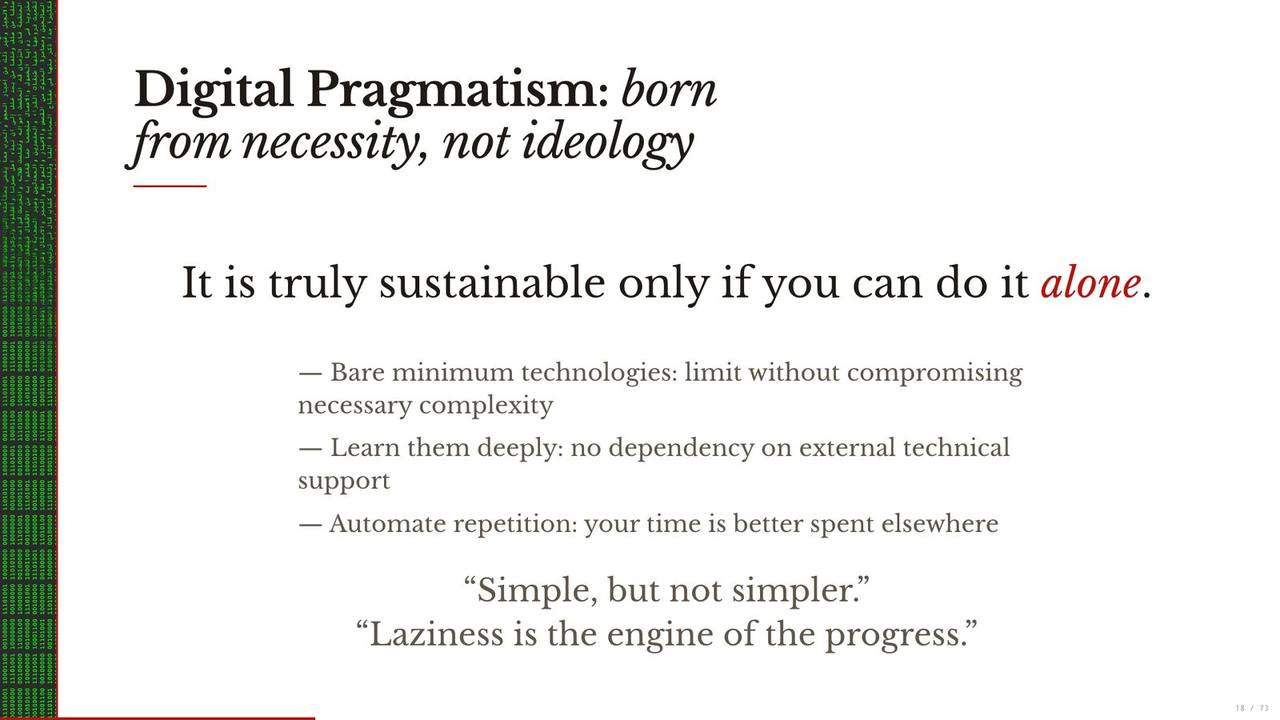 Digital Pragmatism: born
from necessity, not ideology
It is truly sustainable only if you can do it alone.
— Bare minimum technologies: limit without compromising
necessary complexity
— Learn them deeply: no dependency on external technical
support
— Automate repetition: your time is better spent elsewhere
“Simple, but not simpler.”
“Laziness is the engine of the progress.”
18 / 73